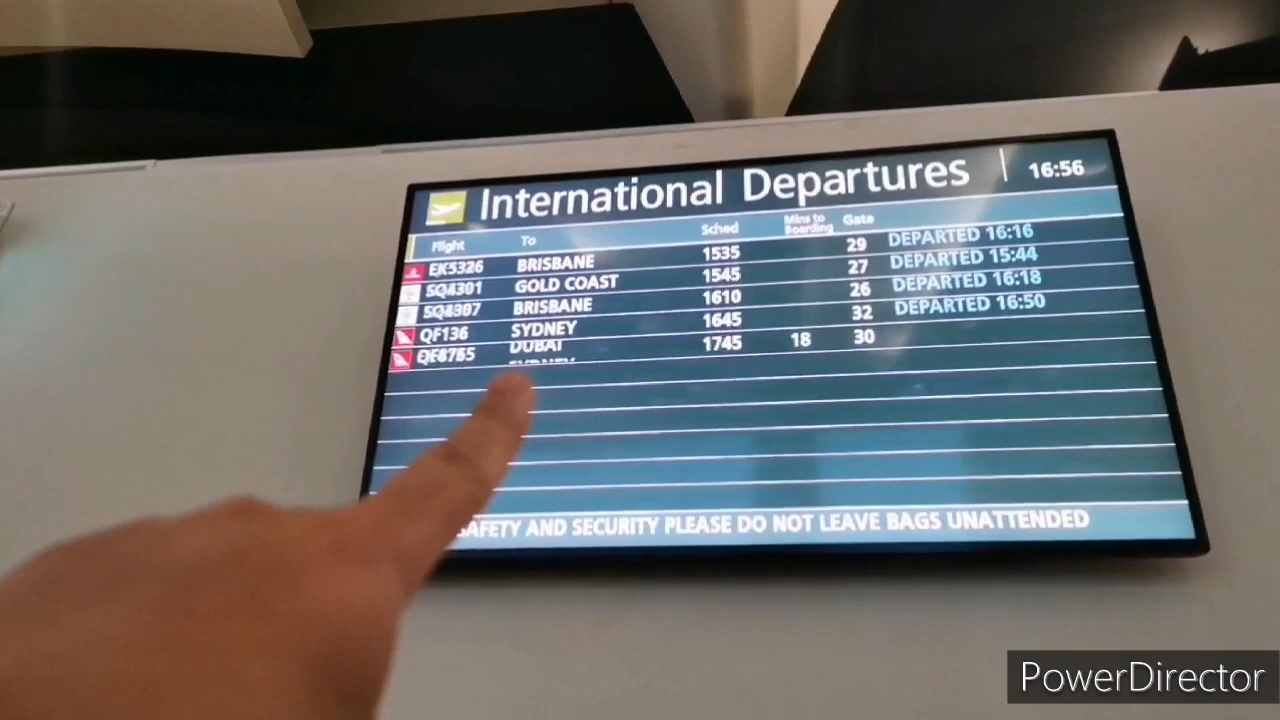 International Departures 16:56
Flight To Sched Mins to Boarding Gate
EK5326 BRISBANE 1535 29 DEPARTED 16:16
GOLD COAST 1545 27 DEPARTED 15:44
BRISBANE 1610 26 DEPARTED 16:18
QF136 SYDNEY 1645 32 DEPARTED 16:50
DUBAI 1745 18 30
SYDNEY
SAFETY AND SECURITY PLEASE DO NOT LEAVE BAGS UNATTENDED
PowerDirector